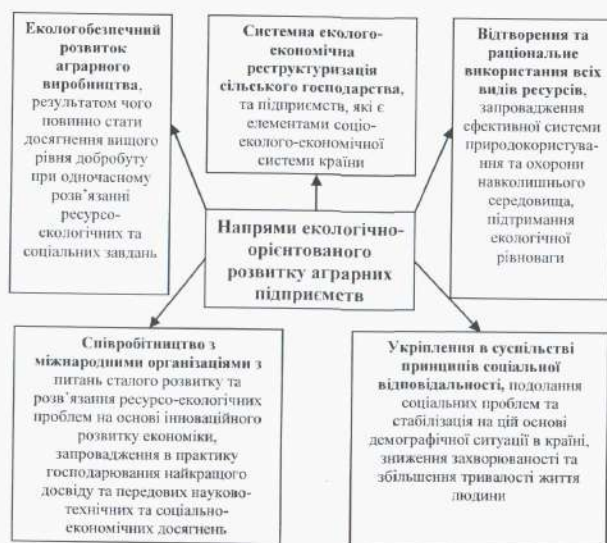 Екологобезпечний
розвиток
аграрного
виробництва,
результатом чого
повинно стати
досягнення вищого
рівня добробуту
при одночасному
розв'язанні
ресурсо-
екологічних та
соціальних завдань
Системна еколого-
економічна
реструктуризація
сільського господарства,
та підприємств, які є
елементами соціо-
еколого-економічної
системи країни
Відтворення та
раціональне
використання всіх
видів ресурсів,
запровадження
ефективної системи
природокористу-
вання та охорони
навколишнього
середовища,
підтримання
екологічної
рівноваги
Напрями екологічно-
орієнтованого
розвитку аграрних
підприємств
Співробітництво з
міжнародними організаціями з
питань сталого розвитку та
розв'язання ресурсо-екологічних
проблем на основі інноваційного
розвитку економіки,
запровадження в практику
господарювання найкращого
досвіду та передових науково-
технічних та соціально-
економічних досягнень
Укріплення в суспільстві
принципів соціальної
відповідальності, подолання
соціальних проблем та
стабілізація на цій основі
демографічної ситуації в країні,
зниження захворюваності та
збільшення тривалості життя
людини